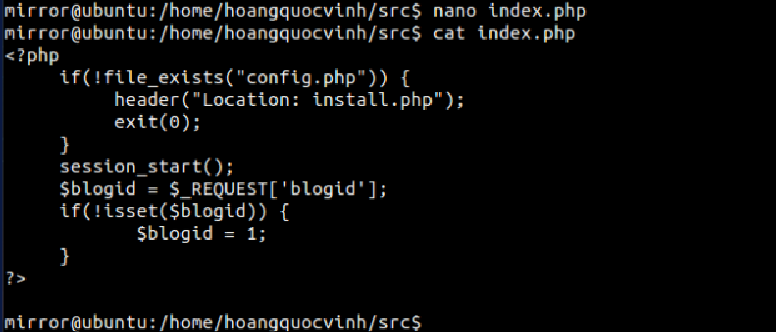 mirror@ubuntu:/home/hoangquocvinh/src$ nano index.php
mirror@ubuntu:/home/hoangquocvinh/src$ cat index.php
<?php
     if(!file_exists("config.php")) {
          header("Location: install.php");
          exit(0);
     }
     session_start();
     $blogid = $_REQUEST['blogid'];
     if(!isset($blogid)) {
            $blogid = 1;
     }
?>
mirror@ubuntu:/home/hoangquocvinh/src$